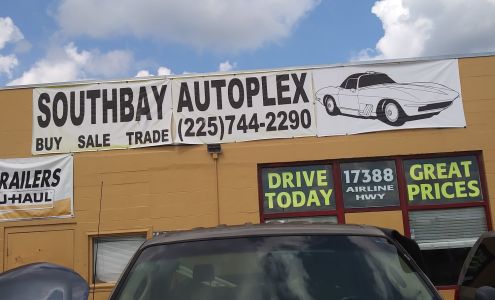 SOUTHBAY AUTOPLEX
BUY SALE TRADE (225)744-2290
RAILERS
U-HAUL
DRIVE
TODAY
17388
AIRLINE
HWY
GREAT
PRICES